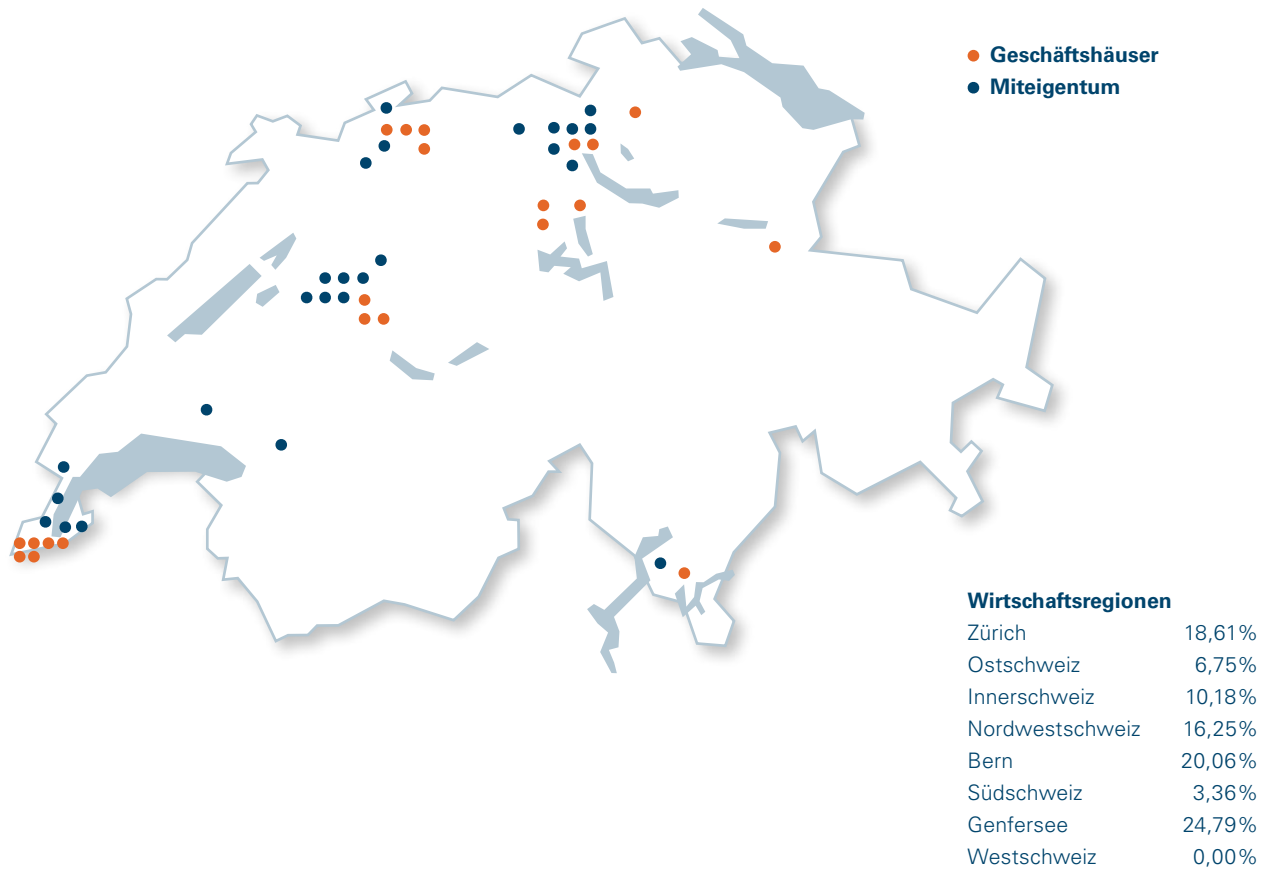 Geschäftshäuser
Miteigentum
Wirtschaftsregionen
Zürich 18,61%
Ostschweiz 6,75%
Innerschweiz 10,18%
Nordwestschweiz 16,25%
Bern 20,06%
Südschweiz 3,36%
Genfersee 24,79%
Westschweiz 0,00%